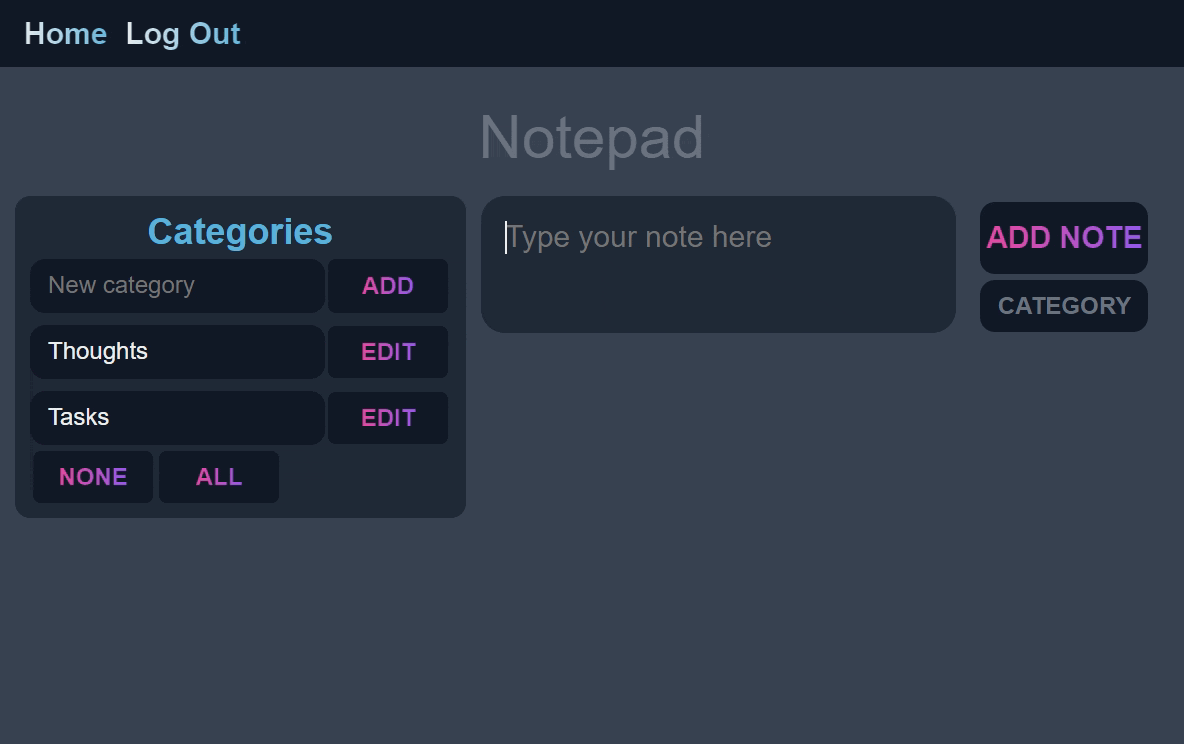 Home Log Out
Notepad
Categories
New category ADD
Thoughts EDIT
Tasks EDIT
NONE ALL
Type your note here
ADD NOTE
CATEGORY